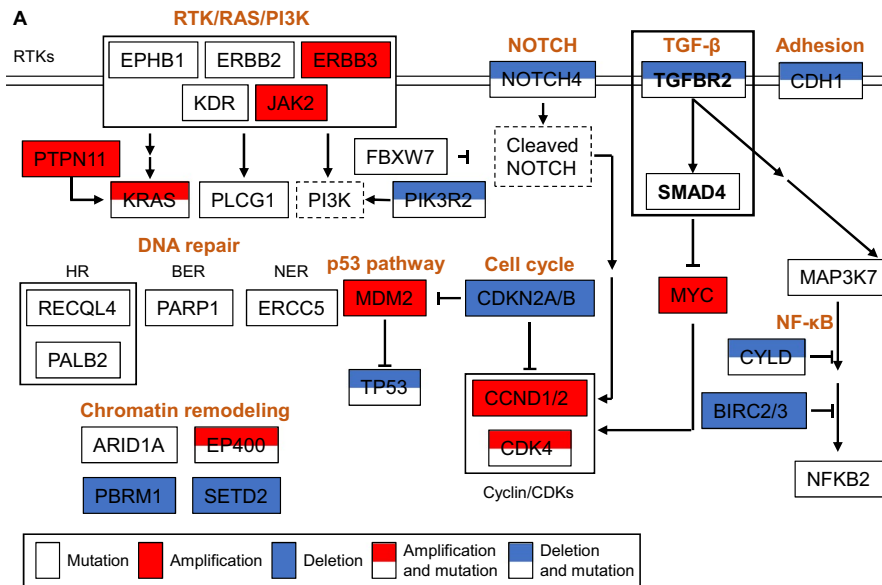 A
RTK/RAS/PI3K
NOTCH
TGF-β
Adhesion
RTKs
EPHB1
ERBB2
ERBB3
KDR
JAK2
NOTCH4
TGFBR2
CDH1
PTPN11
KRAS
PLCG1
PI3K
FBXW7
PIK3R2
Cleaved
NOTCH
SMAD4
DNA repair
HR
BER
NER
RECQL4
PALB2
PARP1
ERCC5
p53 pathway
MDM2
TP53
Cell cycle
CDKN2A/B
CCND1/2
CDK4
Cyclin/CDKs
MYC
MAP3K7
NF-κB
CYLD
BIRC2/3
NFKB2
Chromatin remodeling
ARID1A
EP400
PBRM1
SETD2
Mutation
Amplification
Deletion
Amplification
and mutation
Deletion
and mutation